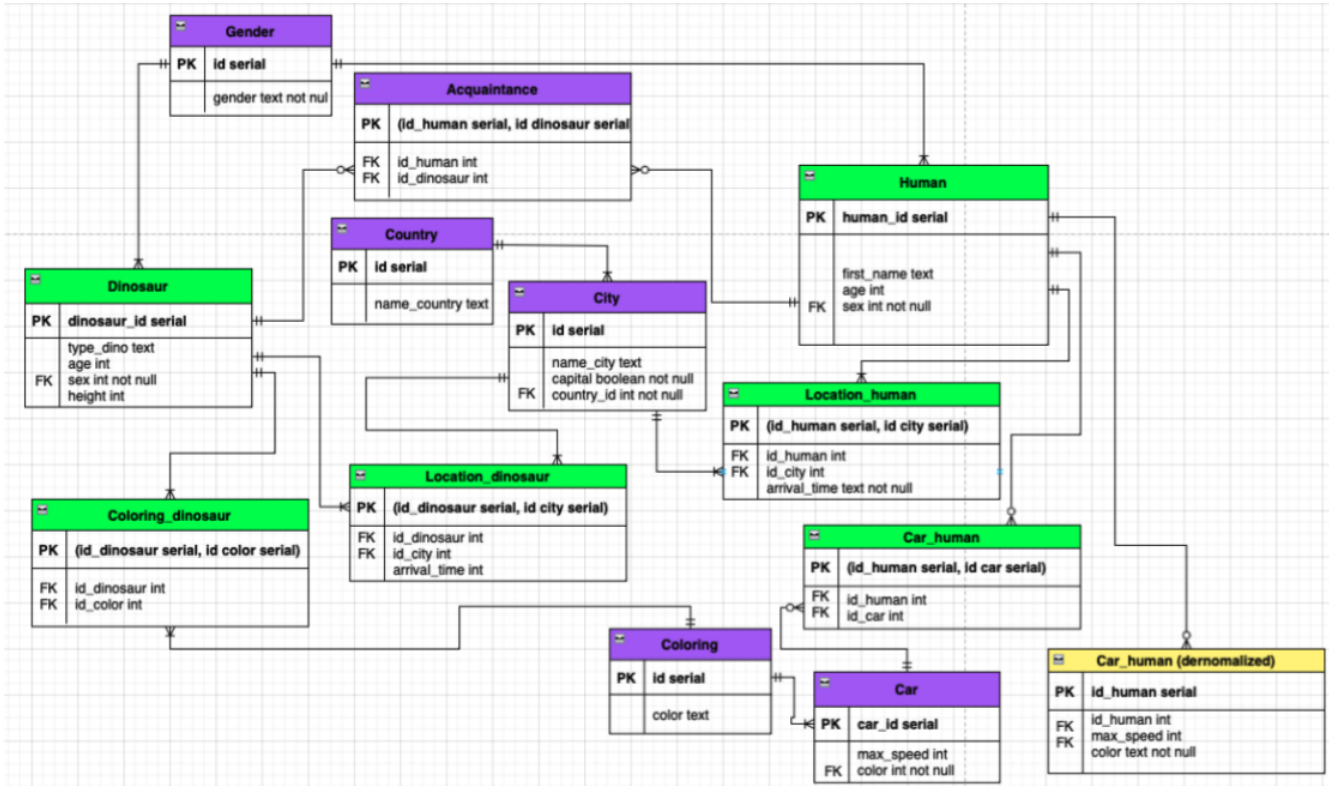 Gender
PK id serial
gender text not nul
Acquaintance
PK (id_human serial, id dinosaur serial
FK id_human int
FK id_dinosaur int
Human
PK human_id serial
first_name text
age int
FK sex int not null
Country
PK id serial
name_country text
Dinosaur
PK dinosaur_id serial
type_dino text
age int
FK sex int not null
height int
City
PK id serial
name_city text
capital boolean not null
FK country_id int not null
Location_human
PK (id_human serial, id city serial)
FK id_human int
FK id_city int
arrival_time text not null
Location_dinosaur
PK (id_dinosaur serial, id city serial)
FK id_dinosaur int
FK id_city int
arrival_time int
Coloring_dinosaur
PK (id_dinosaur serial, id color serial)
FK id_dinosaur int
FK id_color int
Car_human
PK (id_human serial, id car serial)
FK id_human int
FK id_car int
Coloring
PK id serial
color text
Car
PK car_id serial
max_speed int
FK color int not null
Car_human (dernomalized)
PK id_human serial
FK id_human int
FK max_speed int
color text not null